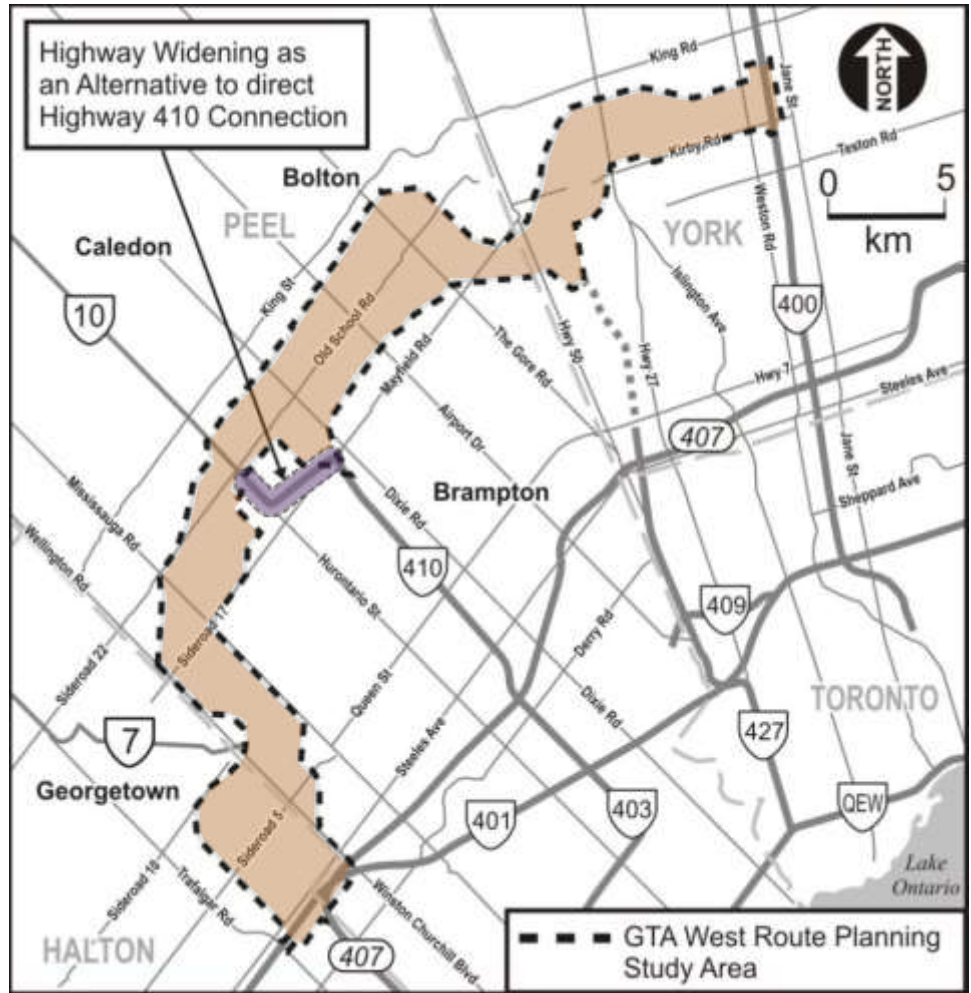 Highway Widening as
an Alternative to direct
Highway 410 Connection
King Rd
Jane St
NORTH
Kirby Rd
Teston Rd
0 5
km
Bolton
PEEL
YORK
Weston Rd
Caledon
King St
Islington Ave
10
Old School Rd
400
Mayfield Rd
The Gore Rd
Hwy 50
Hwy 27
Hwy 7
Steeles Ave
Airport Dr
407
Jane St
Mississauga Rd
Brampton
Dixie Rd
Sheppard Ave
Wellington Rd
Hurontario St
410
409
Derry Rd
Sideroad 22
Sideroad 17
Queen St
Dixie Rd
TORONTO
7
Steeles Ave
427
Georgetown
401
403
QEW
Sideroad 5
Lake
Ontario
Sideroad 10
Trafalgar Rd
Winston Churchill Blvd
HALTON
407
GTA West Route Planning
Study Area